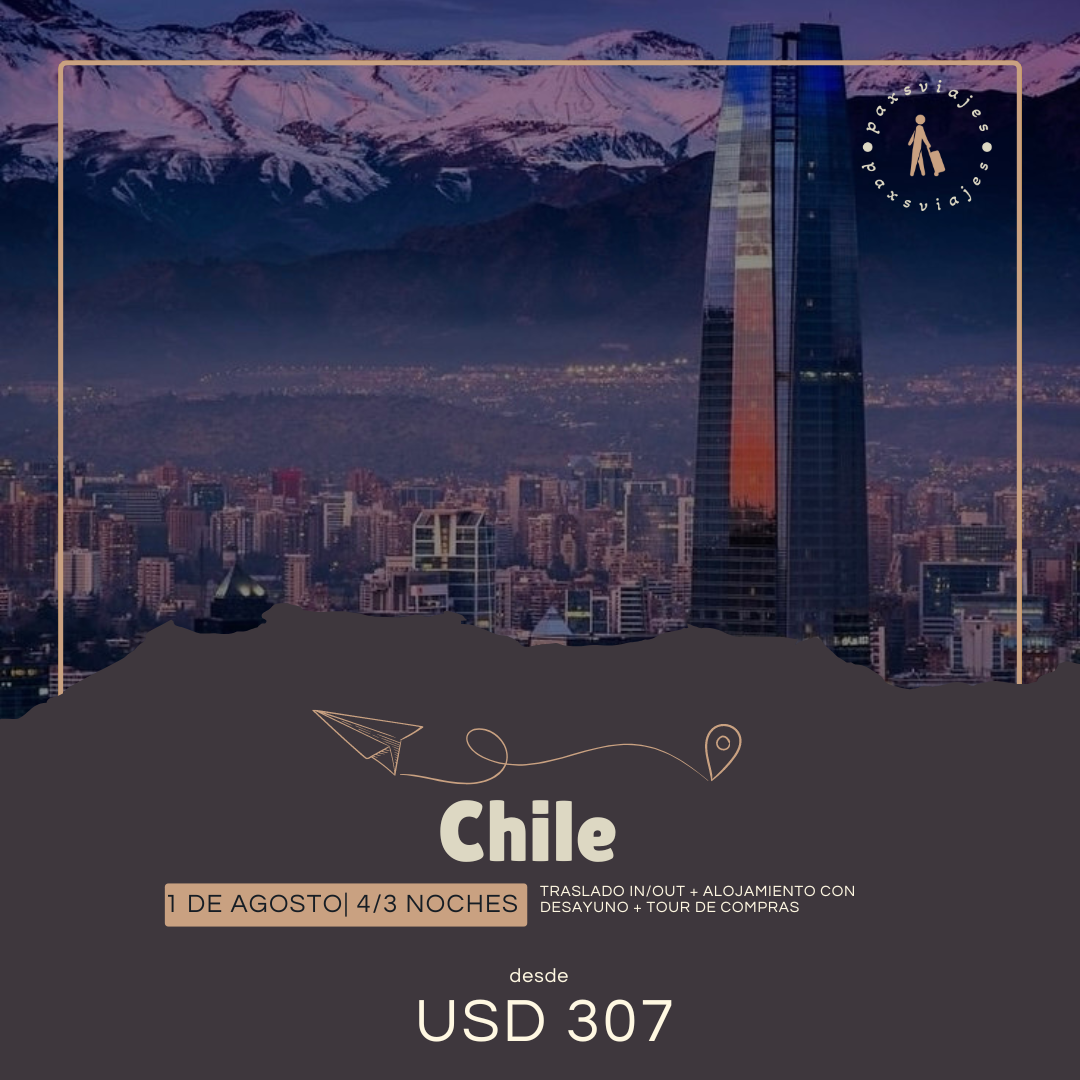 paxsviajes
paxsviajes
Chile
1 DE AGOSTO| 4/3 NOCHES
TRASLADO IN/OUT + ALOJAMIENTO CON
DESAYUNO + TOUR DE COMPRAS
desde
USD 307